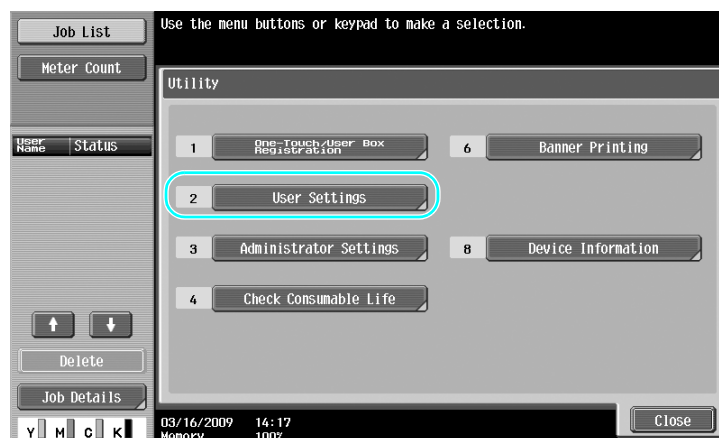 Job List
Use the menu buttons or keypad to make a selection.
Meter Count
Utility
User Name Status
1 One-Touch/User Box Registration
6 Banner Printing
2 User Settings
3 Administrator Settings
8 Device Information
4 Check Consumable Life
Delete
Job Details
Close
03/16/2009 14:17
Memory 100%
Y M C K